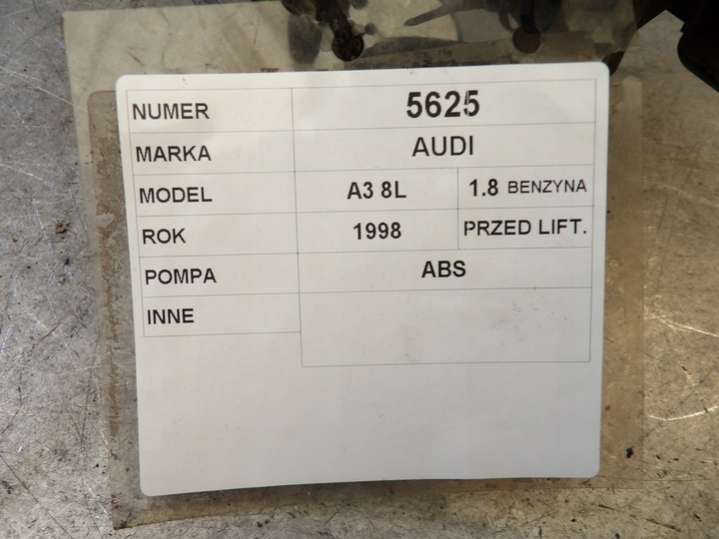 NUMER 5625
MARKA AUDI
MODEL A3 8L 1.8 BENZYNA
ROK 1998 PRZED LIFT.
POMPA ABS
INNE